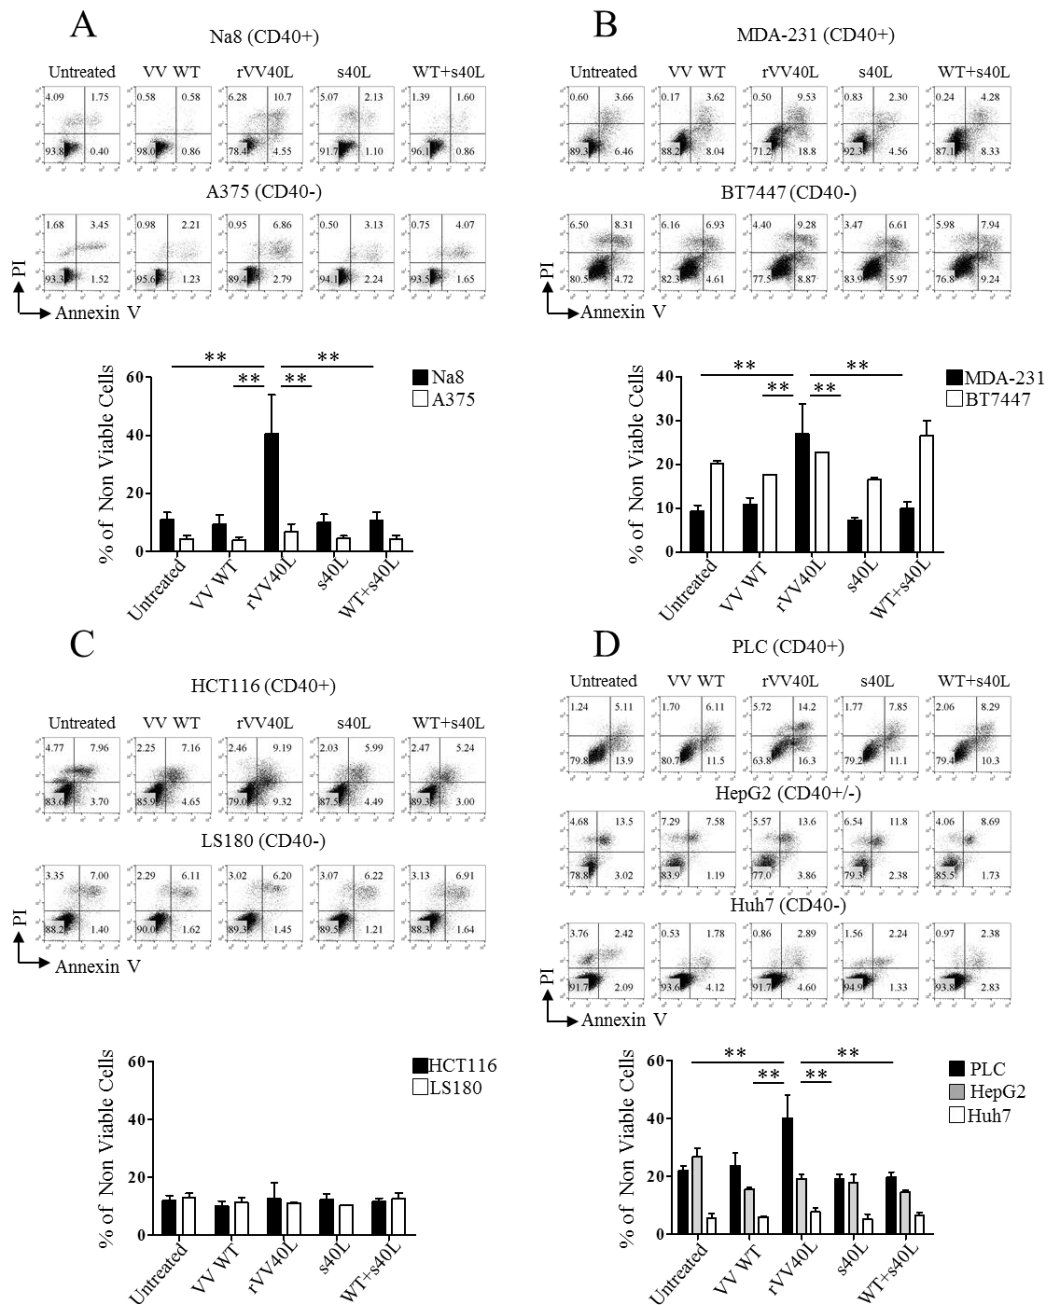 A
Na8 (CD40+)
Untreated VV WT rVV40L s40L WT+s40L
4.09 1.75 0.58 0.58 6.28 10.7 5.07 2.13 1.39 1.60
93.8 0.40 98.0 0.86 78.4 4.55 91.7 1.10 96.1 0.86
A375 (CD40-)
1.68 3.45 0.98 2.21 0.95 6.86 0.50 3.13 0.75 4.07
93.3 1.52 95.6 1.23 89.4 2.79 94.1 2.24 93.5 1.65
PI
Annexin V
** **
** **
% of Non Viable Cells
60
40
20
0
Na8
A375
Untreated VV WT rVV40L s40L WT+s40L
B
MDA-231 (CD40+)
Untreated VV WT rVV40L s40L WT+s40L
0.60 3.66 0.17 3.62 0.50 9.53 0.83 2.30 0.24 4.28
89.3 6.46 88.2 8.04 71.2 18.8 92.3 4.56 87.1 8.33
BT7447 (CD40-)
6.50 8.31 6.16 6.93 4.40 9.28 3.47 6.61 5.98 7.94
80.5 4.72 82.3 4.61 77.5 8.87 83.9 5.97 76.8 9.24
PI
Annexin V
** **
** **
% of Non Viable Cells
40
30
20
10
0
MDA-231
BT7447
Untreated VV WT rVV40L s40L WT+s40L
C
HCT116 (CD40+)
Untreated VV WT rVV40L s40L WT+s40L
4.77 7.96 2.25 7.16 2.46 9.19 2.03 5.99 2.47 5.24
83.6 3.70 85.9 4.65 79.0 9.32 87.5 4.49 89.3 3.00
LS180 (CD40-)
3.35 7.00 2.29 6.11 3.02 6.20 3.07 6.22 3.13 6.91
88.2 1.40 90.0 1.62 89.3 1.45 89.5 1.21 88.3 1.64
PI
Annexin V
% of Non Viable Cells
60
40
20
0
HCT116
LS180
Untreated VV WT rVV40L s40L WT+s40L
D
PLC (CD40+)
Untreated VV WT rVV40L s40L WT+s40L
1.24 5.11 1.70 6.11 5.72 14.2 1.77 7.85 2.06 8.29
79.8 13.9 80.7 11.5 63.8 16.3 79.2 11.1 79.4 10.3
HepG2 (CD40+/-)
4.68 13.5 7.29 7.58 5.57 13.6 6.54 11.8 4.06 8.69
78.8 3.02 83.9 1.19 77.0 3.86 79.3 2.38 85.5 1.73
Huh7 (CD40-)
3.76 2.42 0.53 1.78 0.86 2.89 1.56 2.24 0.97 2.38
91.7 2.09 93.6 4.12 91.7 4.60 94.9 1.33 93.8 2.83
PI
Annexin V
** **
** **
% of Non Viable Cells
60
40
20
0
PLC
HepG2
Huh7
Untreated VV WT rVV40L s40L WT+s40L